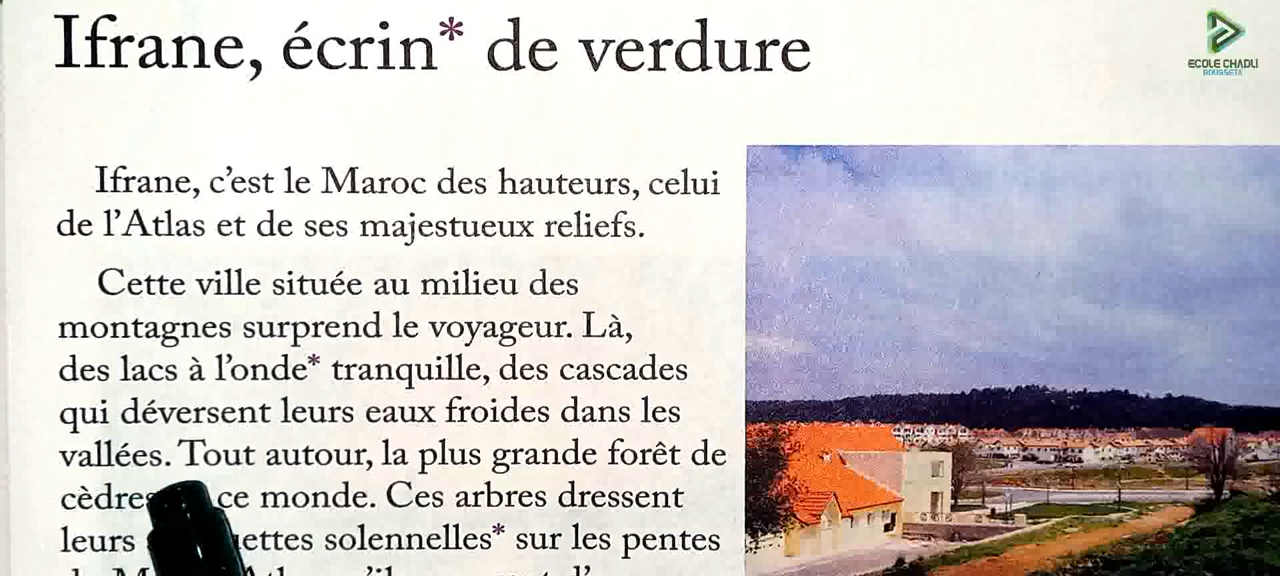 Ifrane, écrin* de verdure
ECOLE CHADLI
BOUSSETA
Ifrane, c'est le Maroc des hauteurs, celui
de l'Atlas et de ses majestueux reliefs.
Cette ville située au milieu des
montagnes surprend le voyageur. Là,
des lacs à l'onde* tranquille, des cascades
qui déversent leurs eaux froides dans les
vallées. Tout autour, la plus grande forêt de
cèdres ce monde. Ces arbres dressent
leurs solennelles* sur les pentes